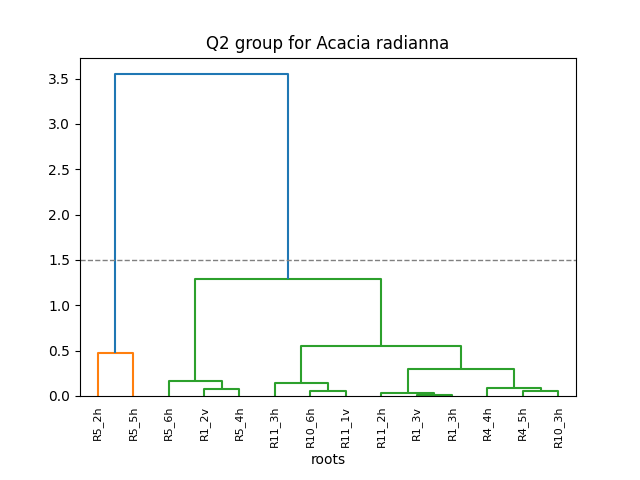 Q2 group for Acacia radianna
3.5
3.0
2.5
2.0
1.5
1.0
0.5
0.0
R5_2h
R5_5h
R5_6h
R1_2v
R5_4h
R11_3h
R10_6h
R11_1v
R11_2h
R1_3v
R1_3h
R4_4h
R4_5h
R10_3h
roots